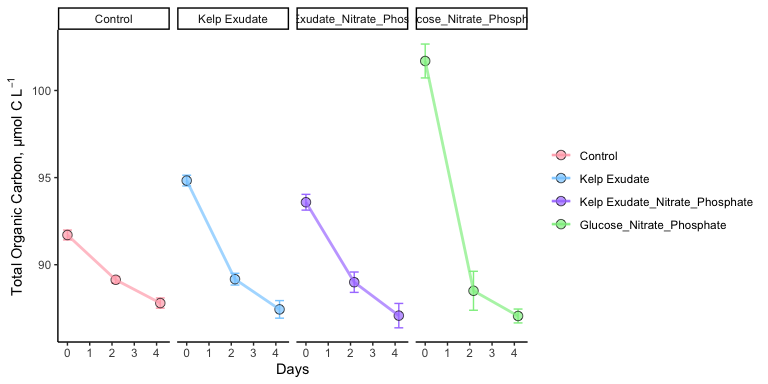 Control
Kelp Exudate
Exudate_Nitrate_Phos
cose_Nitrate_Phosph
Total Organic Carbon, μmol C L⁻¹
100
95
90
0 1 2 3 4
0 1 2 3 4
0 1 2 3 4
0 1 2 3 4
Days
Control
Kelp Exudate
Kelp Exudate_Nitrate_Phosphate
Glucose_Nitrate_Phosphate